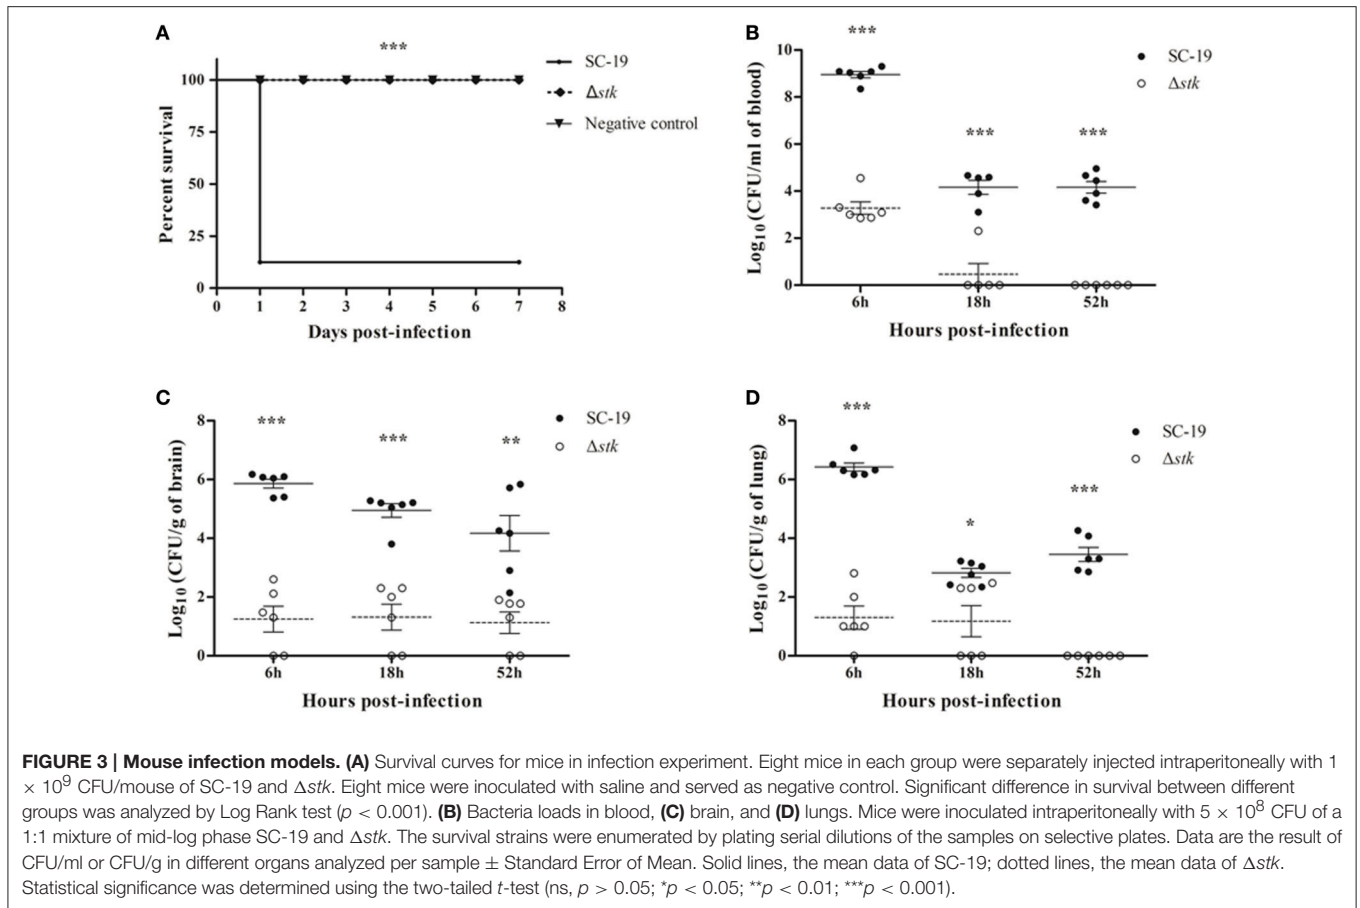 A
***
100
75
50
25
0
Percent survival
0 1 2 3 4 5 6 7 8
Days post-infection
SC-19
Δstk
Negative control
B
***
***
***
10
8
6
4
2
0
Log10(CFU/ml of blood)
6h 18h 52h
Hours post-infection
SC-19
Δstk
C
***
***
**
8
6
4
2
0
Log10(CFU/g of brain)
6h 18h 52h
Hours post-infection
SC-19
Δstk
D
***
*
***
8
6
4
2
0
Log10(CFU/g of lung)
6h 18h 52h
Hours post-infection
SC-19
Δstk
FIGURE 3 | Mouse infection models. (A) Survival curves for mice in infection experiment. Eight mice in each group were separately injected intraperitoneally with 1
× 10⁹ CFU/mouse of SC-19 and Δstk. Eight mice were inoculated with saline and served as negative control. Significant difference in survival between different
groups was analyzed by Log Rank test (p < 0.001). (B) Bacteria loads in blood, (C) brain, and (D) lungs. Mice were inoculated intraperitoneally with 5 × 10⁸ CFU of a
1:1 mixture of mid-log phase SC-19 and Δstk. The survival strains were enumerated by plating serial dilutions of the samples on selective plates. Data are the result of
CFU/ml or CFU/g in different organs analyzed per sample ± Standard Error of Mean. Solid lines, the mean data of SC-19; dotted lines, the mean data of Δstk.
Statistical significance was determined using the two-tailed t-test (ns, p > 0.05; *p < 0.05; **p < 0.01; ***p < 0.001).